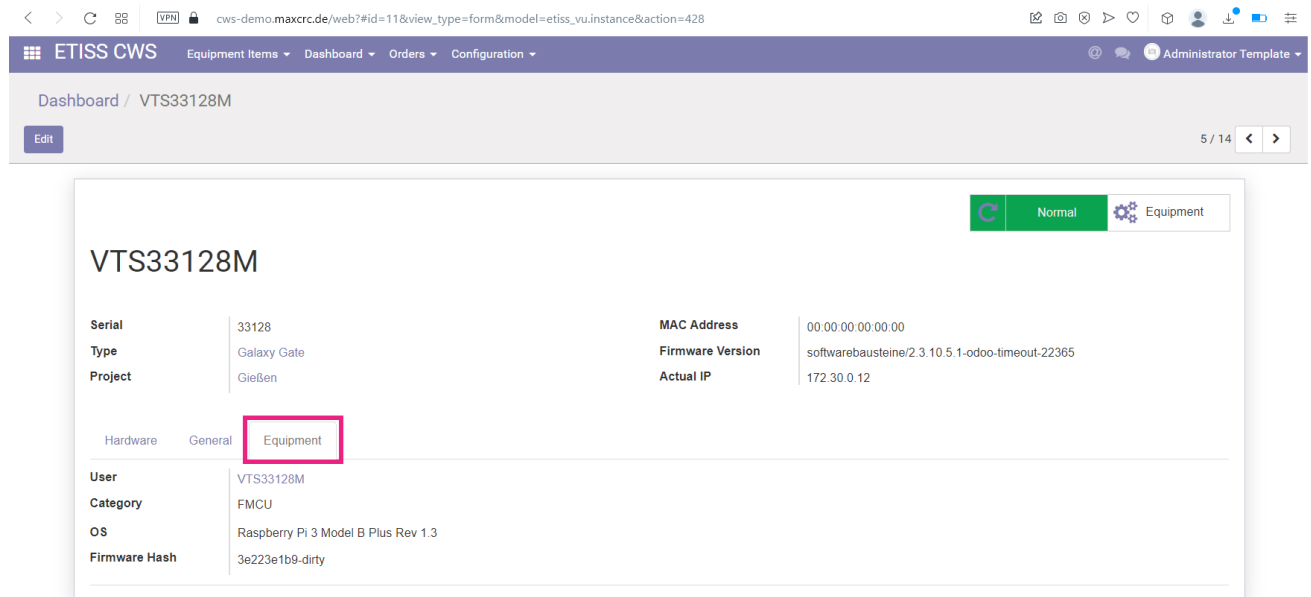 VPN cws-demo.maxcrc.de/web?#id=11&view_type=form&model=etiss_vu.instance&action=428
ETISS CWS Equipment Items Dashboard Orders Configuration @ Administrator Template
Dashboard / VTS33128M
Edit 5 / 14
Normal Equipment
VTS33128M
Serial 33128 MAC Address 00:00:00:00:00:00
Type Galaxy Gate Firmware Version softwarebausteine/2.3.10.5.1-odoo-timeout-22365
Project Gießen Actual IP 172.30.0.12
Hardware General Equipment
User VTS33128M
Category FMCU
OS Raspberry Pi 3 Model B Plus Rev 1.3
Firmware Hash 3e223e1b9-dirty